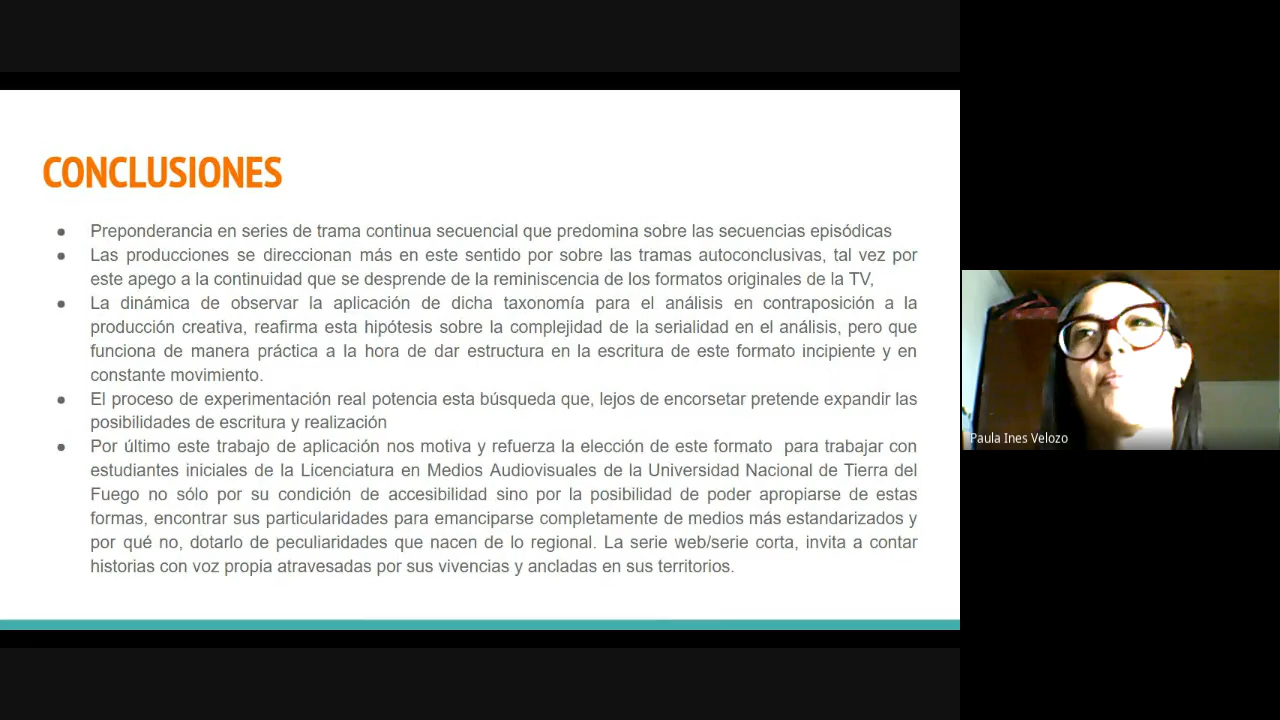 CONCLUSIONES
● Preponderancia en series de trama continua secuencial que predomina sobre las secuencias episódicas
● Las producciones se direccionan más en este sentido por sobre las tramas autoconclusivas, tal vez por
este apego a la continuidad que se desprende de la reminiscencia de los formatos originales de la TV,
● La dinámica de observar la aplicación de dicha taxonomía para el análisis en contraposición a la
producción creativa, reafirma esta hipótesis sobre la complejidad de la serialidad en el análisis, pero que
funciona de manera práctica a la hora de dar estructura en la escritura de este formato incipiente y en
constante movimiento.
● El proceso de experimentación real potencia esta búsqueda que, lejos de encorsetar pretende expandir las
posibilidades de escritura y realización
● Por último este trabajo de aplicación nos motiva y refuerza la elección de este formato para trabajar con
estudiantes iniciales de la Licenciatura en Medios Audiovisuales de la Universidad Nacional de Tierra del
Fuego no sólo por su condición de accesibilidad sino por la posibilidad de poder apropiarse de estas
formas, encontrar sus particularidades para emanciparse completamente de medios más estandarizados y
por qué no, dotarlo de peculiaridades que nacen de lo regional. La serie web/serie corta, invita a contar
historias con voz propia atravesadas por sus vivencias y ancladas en sus territorios.
Paula Ines Velozo